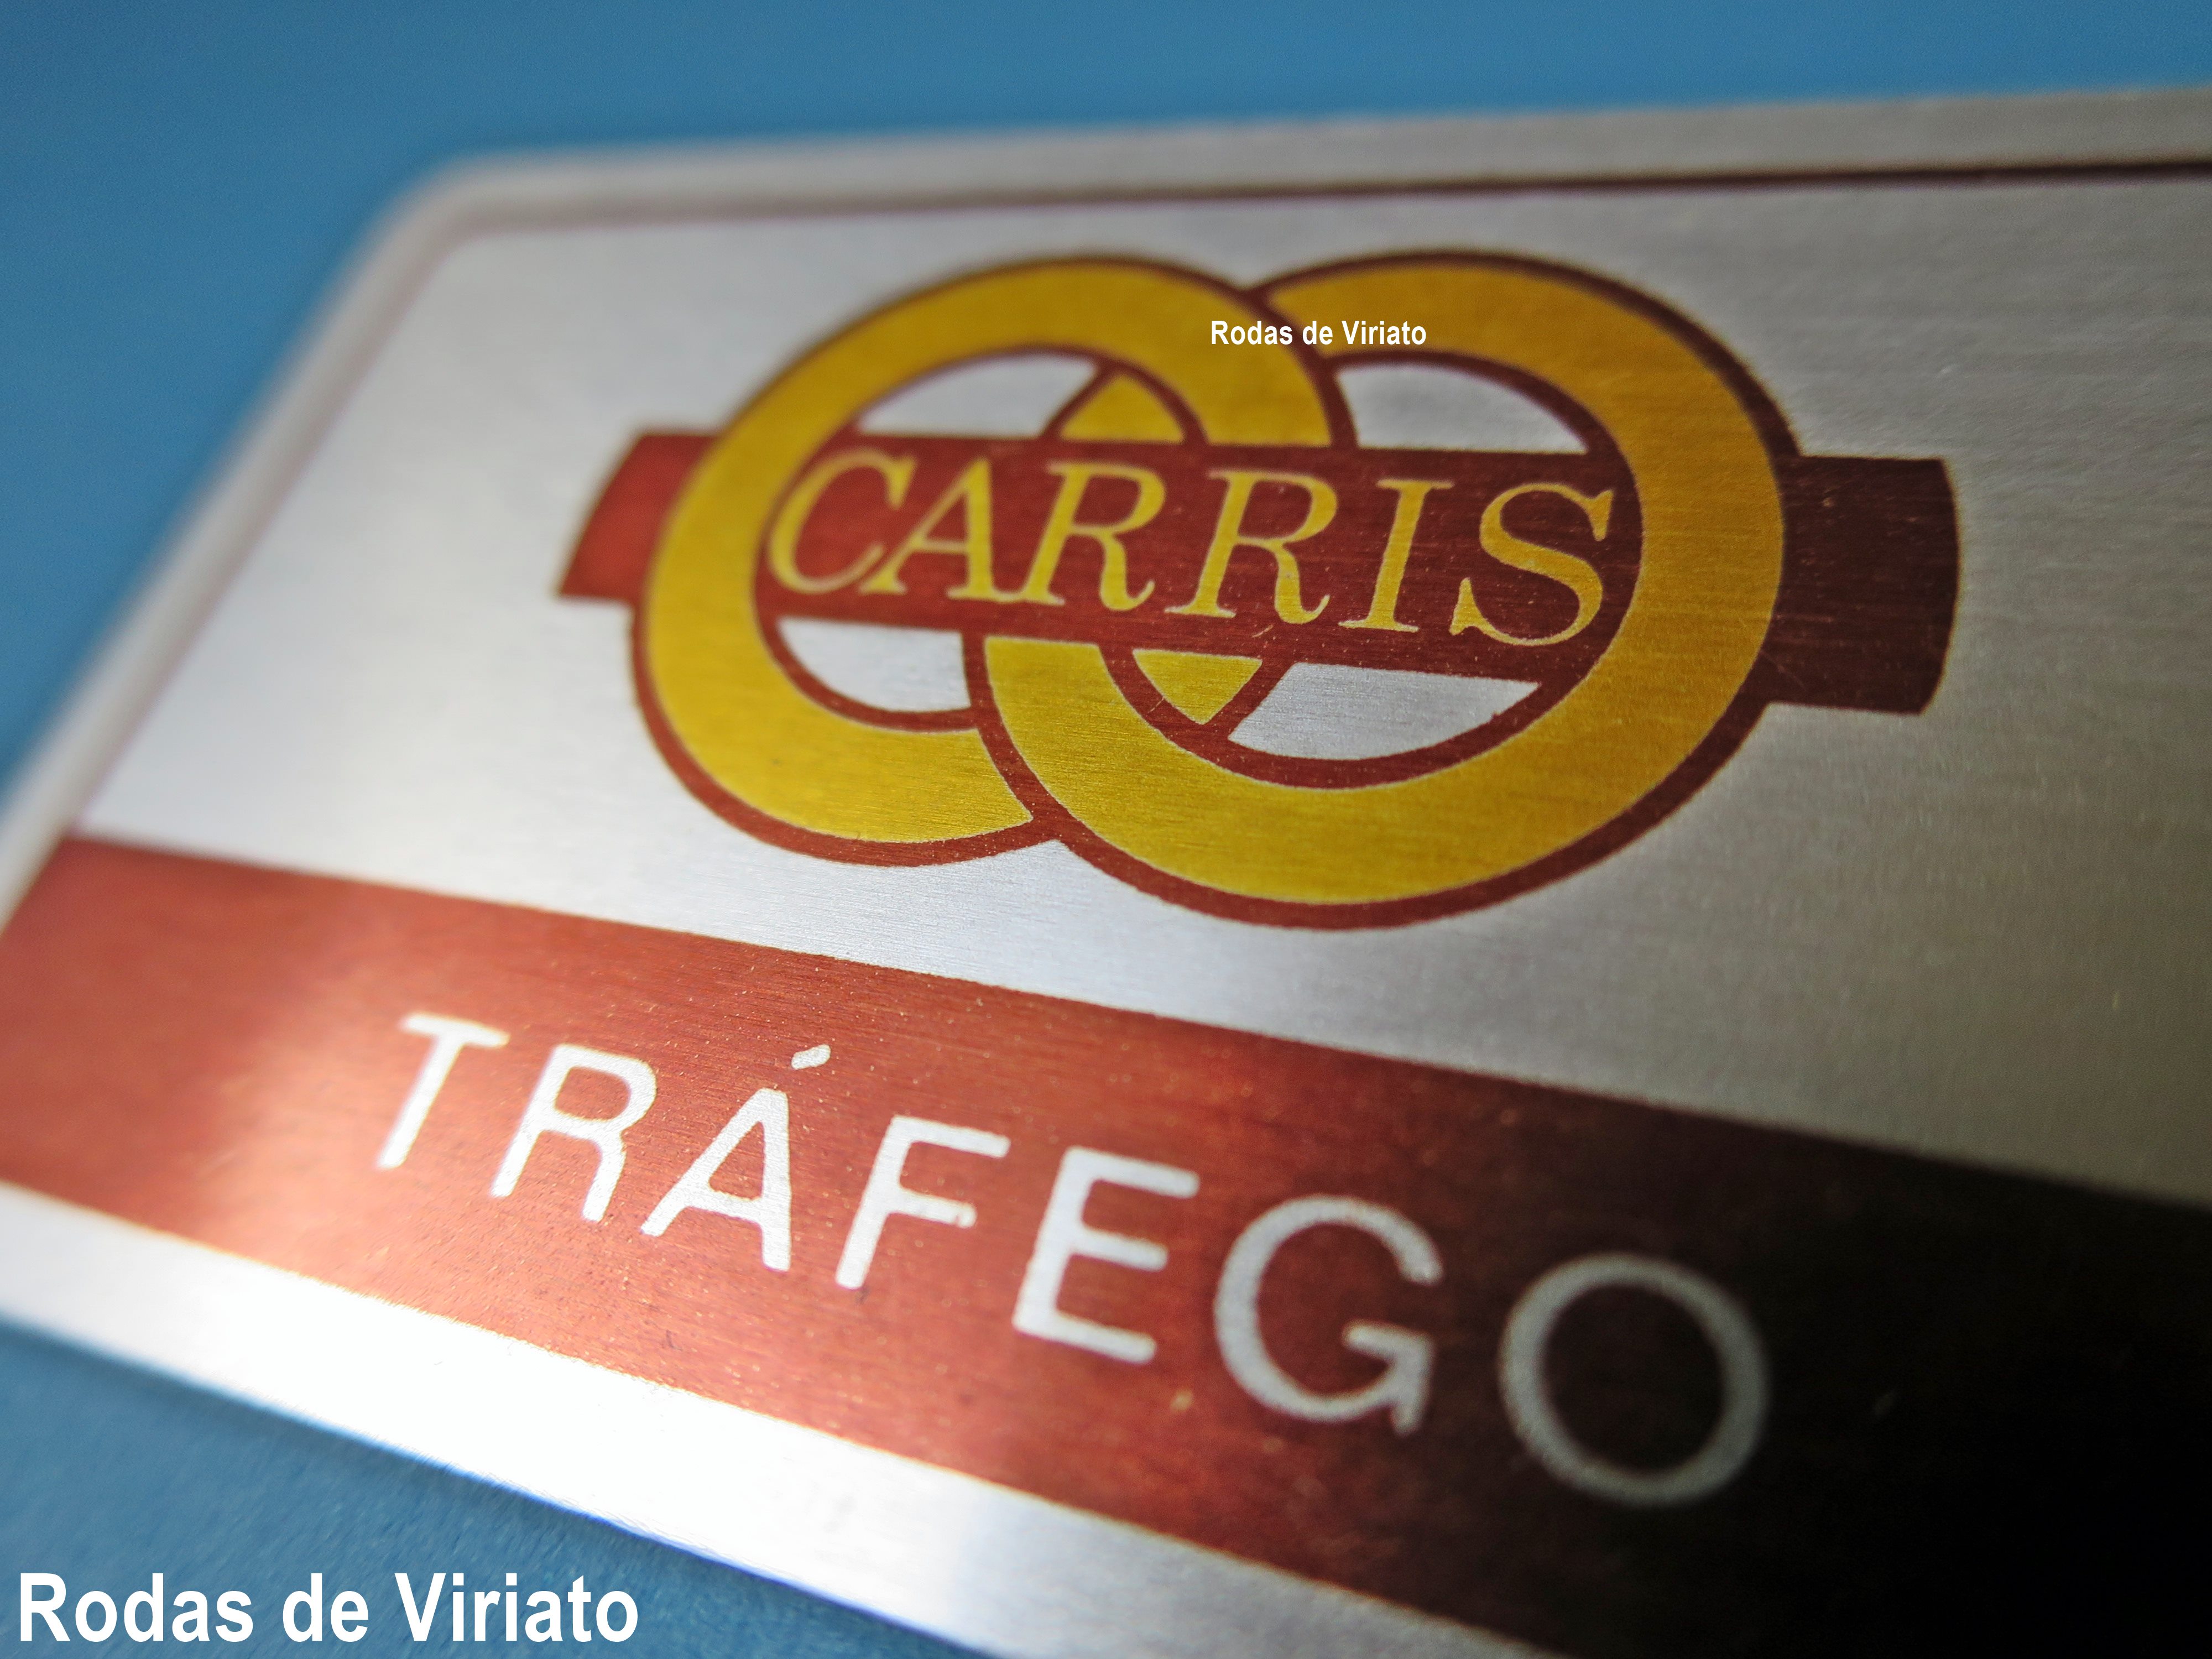 Rodas de Viriato
CARRIS
TRÁFEGO
Rodas de Viriato